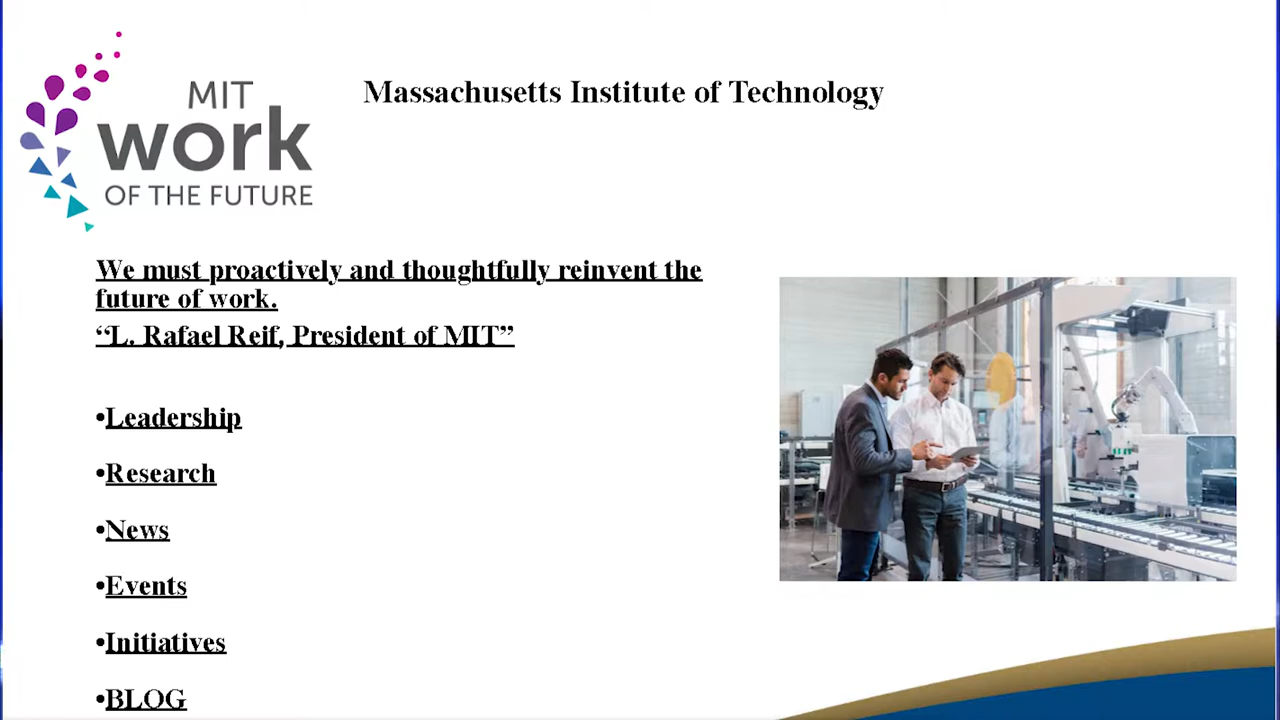 MIT
work
OF THE FUTURE
Massachusetts Institute of Technology
We must proactively and thoughtfully reinvent the
future of work.
“L. Rafael Reif, President of MIT”
•Leadership
•Research
•News
•Events
•Initiatives
•BLOG